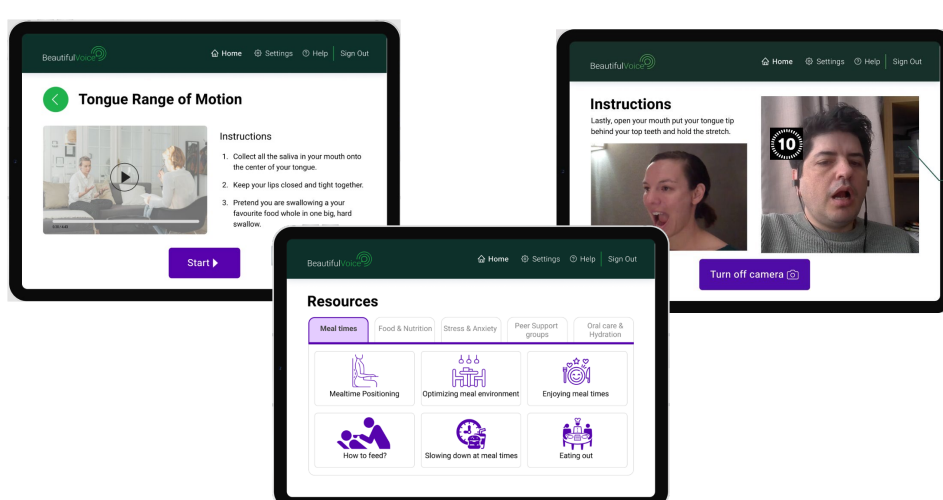 BeautifulVoice
Home Settings Help Sign Out
Tongue Range of Motion
Instructions
1. Collect all the saliva in your mouth onto
the center of your tongue.
2. Keep your lips closed and tight together.
3. Pretend you are swallowing a your
favourite food whole in one big, hard
swallow.
Start
BeautifulVoice
Home Settings Help Sign Out
Instructions
Lastly, open your mouth put your tongue tip
behind your top teeth and hold the stretch.
10
Turn off camera
BeautifulVoice
Home Settings Help Sign Out
Resources
Meal times
Food & Nutrition
Stress & Anxiety
Peer Support
groups
Oral care &
Hydration
Mealtime Positioning
Optimizing meal environment
Enjoying meal times
How to feed?
Slowing down at meal times
Eating out